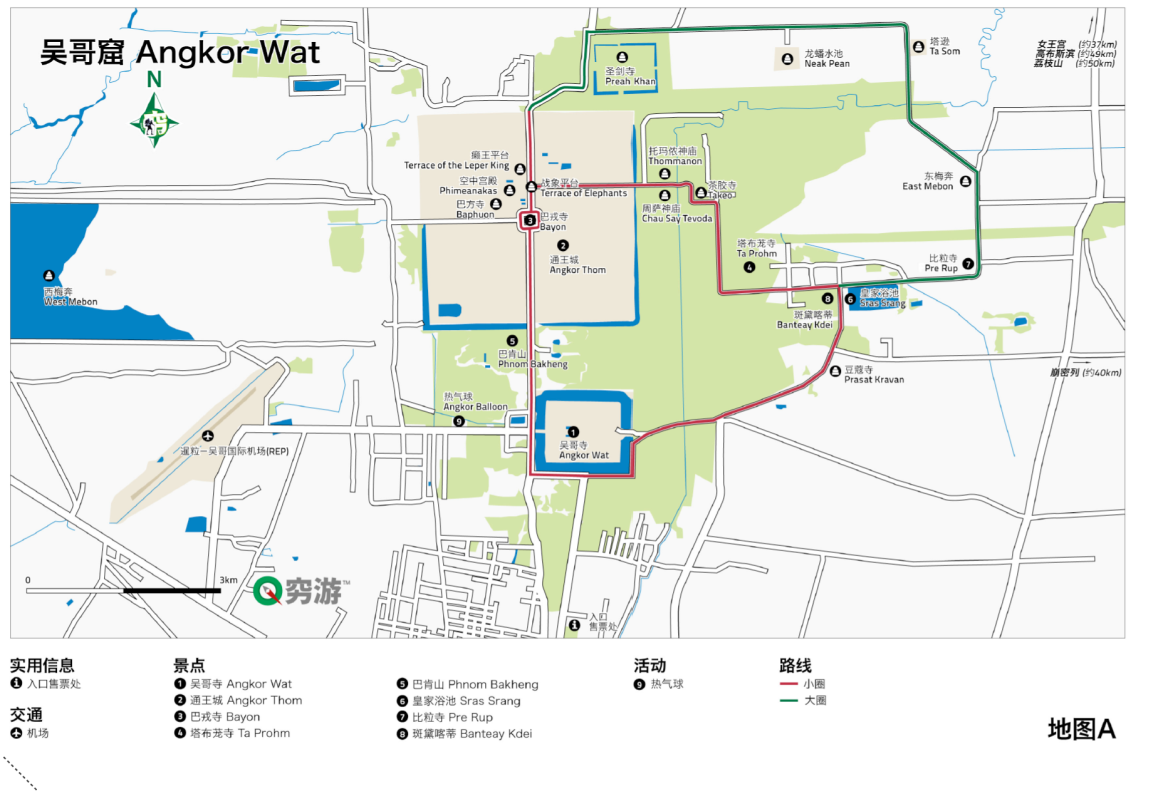 吴哥窟 Angkor Wat
N
女王宫 (约37km)
高布斯滨 (约49km)
荔枝山 (约50km)
塔逊
Ta Som
龙蟠水池
Neak Pean
圣剑寺
Preah Khan
癞王平台
Terrace of the Leper King
托玛侬神庙
Thommanon
空中宫殿
Phimeanakas
战象平台
Terrace of Elephants
茶胶寺
Takeo
东梅奔
East Mebon
巴方寺
Baphuon
周萨神庙
Chau Say Tevoda
3
巴戎寺
Bayon
2
通王城
Angkor Thom
塔布茏寺
Ta Prohm
4
比粒寺
Pre Rup
7
西梅奔
West Mebon
8
6
皇家浴池
Sras Srang
斑黛喀蒂
Banteay Kdei
5
巴肯山
Phnom Bakheng
豆蔻寺
Prasat Kravan
崩密列 (约40km)
热气球
Angkor Balloon
9
1
吴哥寺
Angkor Wat
暹粒—吴哥国际机场(REP)
0 3km
穷游™
入口
售票处
实用信息
入口售票处
交通
机场
景点
1 吴哥寺 Angkor Wat
2 通王城 Angkor Thom
3 巴戎寺 Bayon
4 塔布茏寺 Ta Prohm
5 巴肯山 Phnom Bakheng
6 皇家浴池 Sras Srang
7 比粒寺 Pre Rup
8 斑黛喀蒂 Banteay Kdei
活动
9 热气球
路线
小圈
大圈
地图A